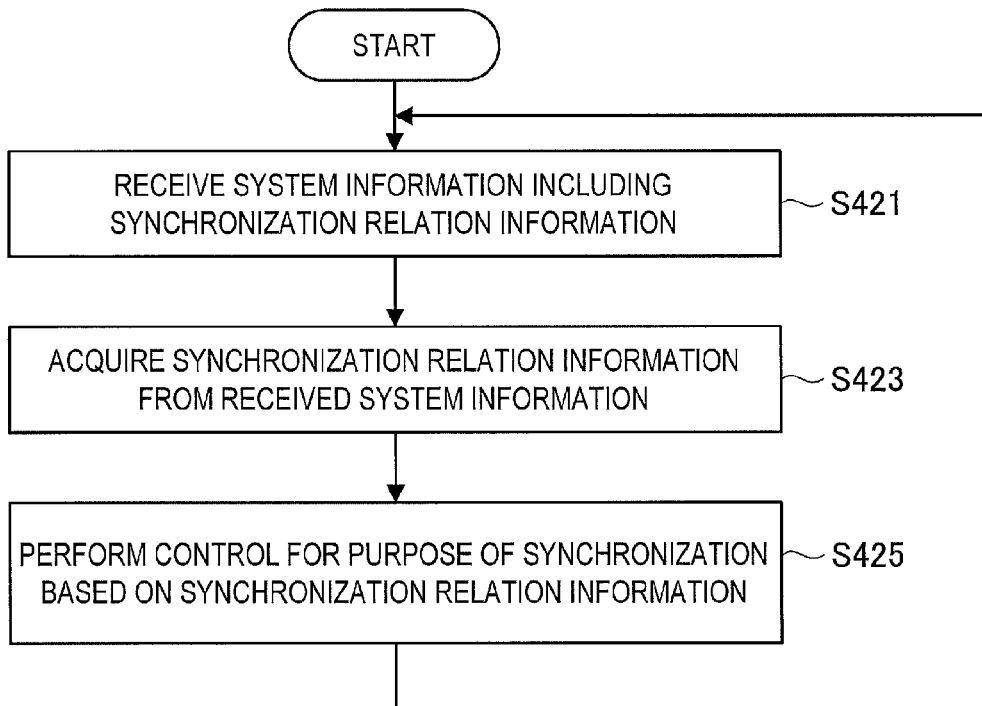 START
RECEIVE SYSTEM INFORMATION INCLUDING
SYNCHRONIZATION RELATION INFORMATION
S421
ACQUIRE SYNCHRONIZATION RELATION INFORMATION
FROM RECEIVED SYSTEM INFORMATION
S423
PERFORM CONTROL FOR PURPOSE OF SYNCHRONIZATION
BASED ON SYNCHRONIZATION RELATION INFORMATION
S425